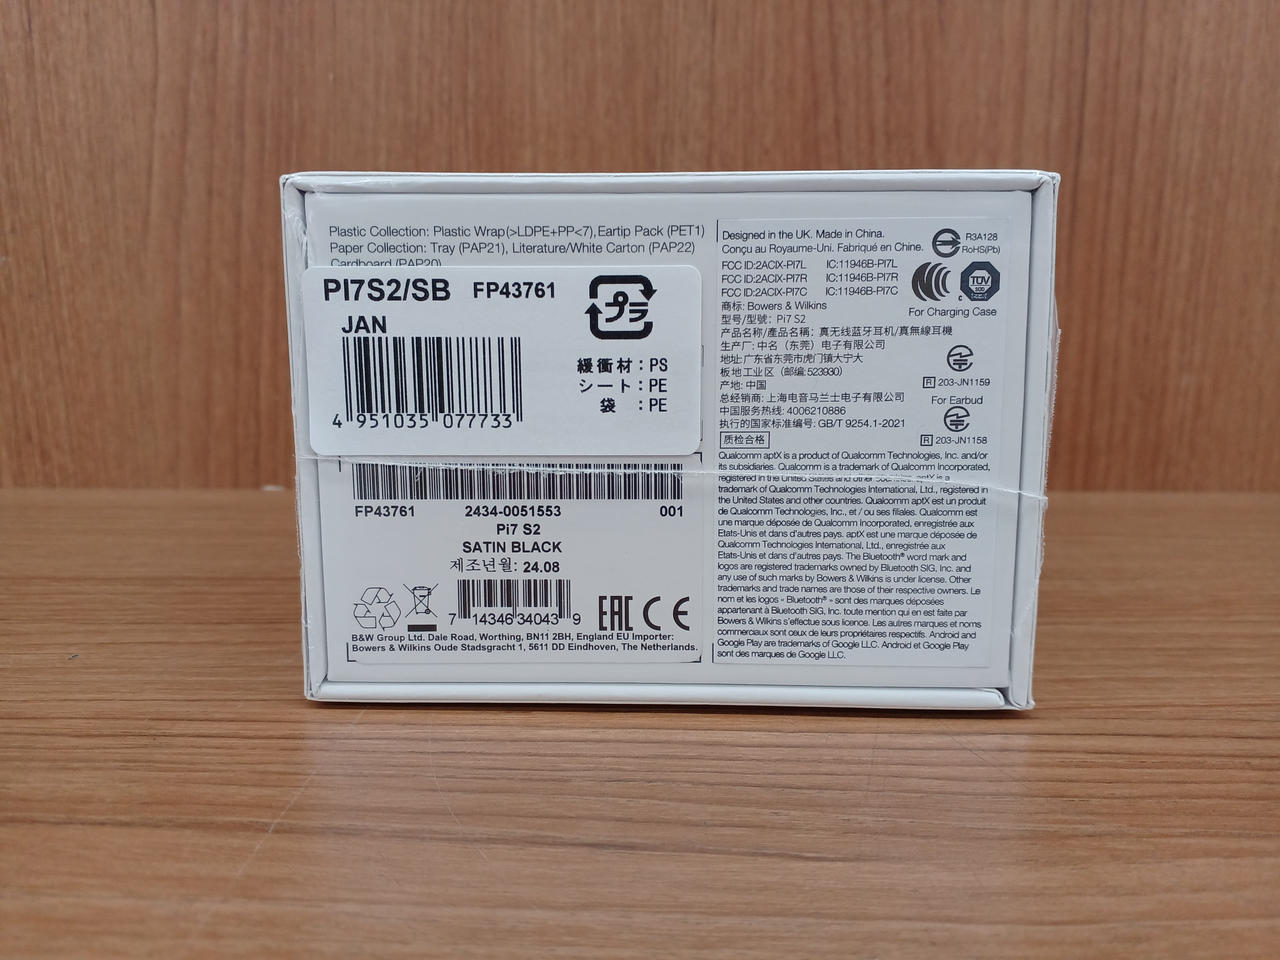 Plastic Collection: Plastic Wrap(>LDPE+PP<7),Eartip Pack (PET1)
Paper Collection: Tray (PAP21), Literature/White Carton (PAP22)
Cardboard (PAP20)
PI7S2/SB FP43761
JAN
4 951035 077733
プラ
緩衝材：PS
シート：PE
袋　：PE
FP43761 2434-0051553 001
Pi7 S2
SATIN BLACK
제조년월: 24.08
7 14346 34043 9
EAC CE
B&W Group Ltd. Dale Road, Worthing, BN11 2BH, England EU Importer:
Bowers & Wilkins Oude Stadsgracht 1, 5611 DD Eindhoven, The Netherlands.
Designed in the UK. Made in China.
Conçu au Royaume-Uni. Fabriqué en Chine.
FCC ID:2ACIX-PI7L IC:11946B-PI7L
FCC ID:2ACIX-PI7R IC:11946B-PI7R
FCC ID:2ACIX-PI7C IC:11946B-PI7C
R3A128
RoHS(Pb)
TÜV
c
For Charging Case
商标: Bowers & Wilkins
型号/型號: Pi7 S2
产品名称/產品名稱: 真无线蓝牙耳机/真無線耳機
生产厂: 中名（东莞）电子有限公司
地址:广东省东莞市虎门镇大宁大
板地工业区（邮编:523930）
产地: 中国
总经销商: 上海电音马兰士电子有限公司
中国服务热线: 4006210886
执行的国家标准编号: GB/T 9254.1-2021
质检合格
R 203-JN1159
For Earbud
R 203-JN1158
Qualcomm aptX is a product of Qualcomm Technologies, Inc. and/or
its subsidiaries. Qualcomm is a trademark of Qualcomm Incorporated,
registered in the United States and other countries. aptX is a
trademark of Qualcomm Technologies International, Ltd., registered in
the United States and other countries. Qualcomm aptX est un produit
de Qualcomm Technologies, Inc., et / ou ses filiales. Qualcomm est
une marque déposée de Qualcomm Incorporated, enregistrée aux
Etats-Unis et dans d'autres pays. aptX est une marque déposée de
Qualcomm Technologies International, Ltd., enregistrée aux
Etats-Unis et dans d'autres pays. The Bluetooth® word mark and
logos are registered trademarks owned by Bluetooth SIG, Inc. and
any use of such marks by Bowers & Wilkins is under license. Other
trademarks and trade names are those of their respective owners. Le
nom et les logos « Bluetooth® » sont des marques déposées
appartenant à Bluetooth SIG, Inc. toute mention qui en est faite par
Bowers & Wilkins s'effectue sous licence. Les autres marques et noms
commerciaux sont ceux de leurs propriétaires respectifs. Android and
Google Play are trademarks of Google LLC. Android et Google Play
sont des marques de Google LLC.